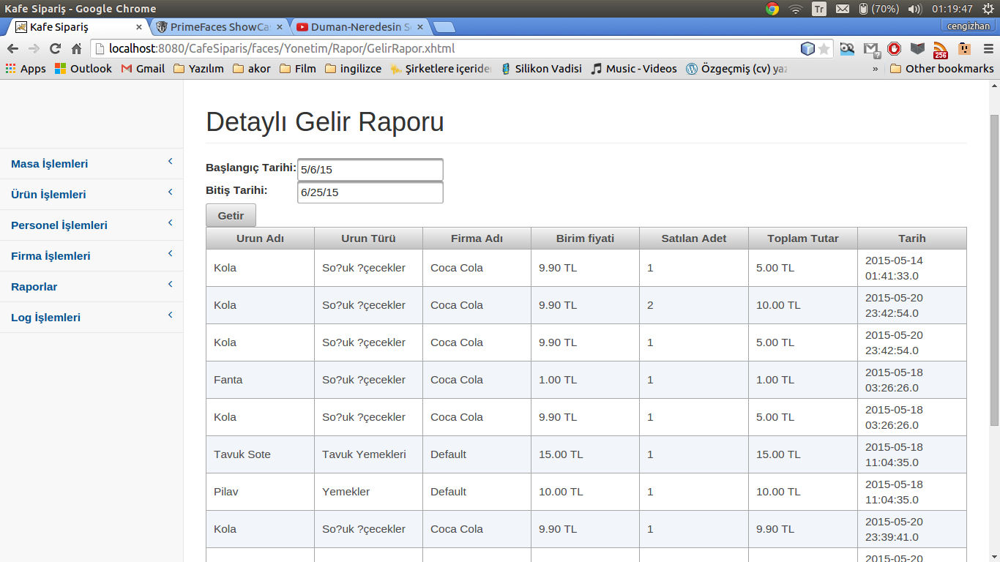 Kafe Sipariş - Google Chrome
Tr
(70%)
01:19:47
Kafe Sipariş
PrimeFaces ShowCa
Duman-Neredesin S
cengizhan
localhost:8080/CafeSiparis/faces/Yonetim/Rapor/GelirRapor.xhtml
256
Apps
Outlook
Gmail
Yazılım
akor
Film
ingilizce
Şirketlere içeride
Silikon Vadisi
Music - Videos
Özgeçmiş (cv) yaz
»
Other bookmarks
Masa İşlemleri
Ürün İşlemleri
Personel İşlemleri
Firma İşlemleri
Raporlar
Log İşlemleri
Detaylı Gelir Raporu
Başlangıç Tarihi: 5/6/15
Bitiş Tarihi: 6/25/15
Getir
Urun Adı Urun Türü Firma Adı Birim fiyati Satılan Adet Toplam Tutar Tarih
Kola So?uk ?çecekler Coca Cola 9.90 TL 1 5.00 TL 2015-05-14 01:41:33.0
Kola So?uk ?çecekler Coca Cola 9.90 TL 2 10.00 TL 2015-05-20 23:42:54.0
Kola So?uk ?çecekler Coca Cola 9.90 TL 1 5.00 TL 2015-05-20 23:42:54.0
Fanta So?uk ?çecekler Coca Cola 1.00 TL 1 1.00 TL 2015-05-18 03:26:26.0
Kola So?uk ?çecekler Coca Cola 9.90 TL 1 5.00 TL 2015-05-18 03:26:26.0
Tavuk Sote Tavuk Yemekleri Default 15.00 TL 1 15.00 TL 2015-05-18 11:04:35.0
Pilav Yemekler Default 10.00 TL 1 10.00 TL 2015-05-18 11:04:35.0
Kola So?uk ?çecekler Coca Cola 9.90 TL 1 9.90 TL 2015-05-20 23:39:41.0
2015-05-20